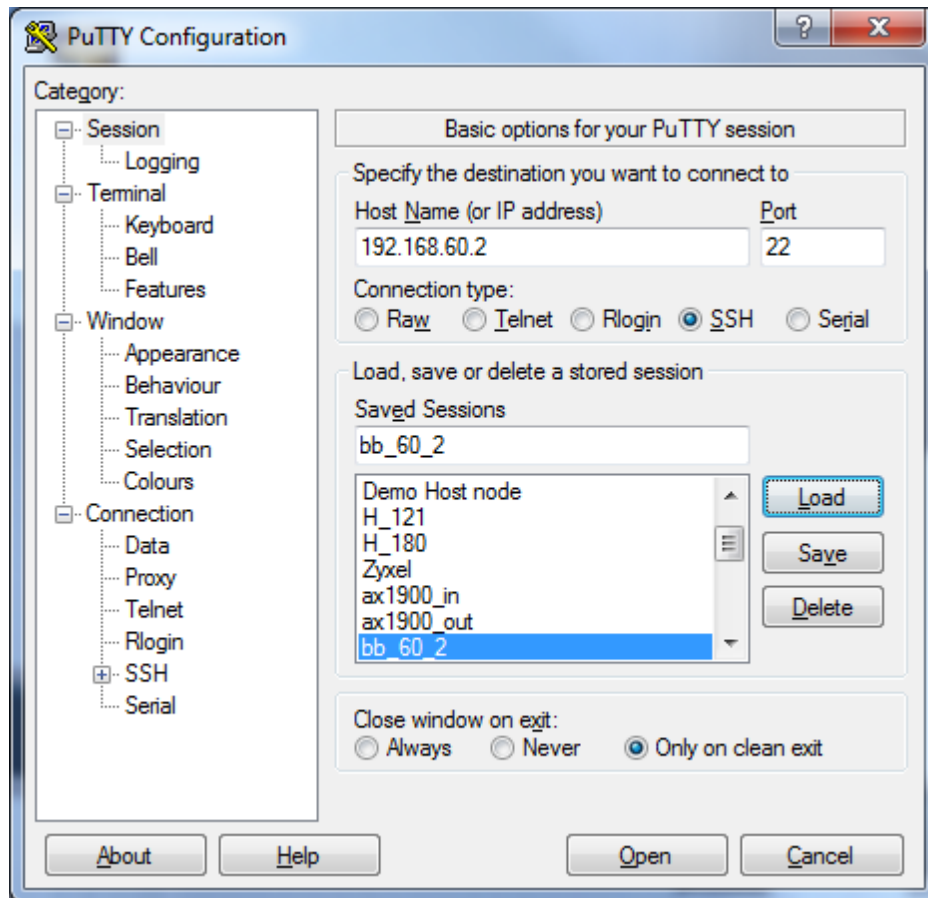 PuTTY Configuration
Category:
Session
Logging
Terminal
Keyboard
Bell
Features
Window
Appearance
Behaviour
Translation
Selection
Colours
Connection
Data
Proxy
Telnet
Rlogin
SSH
Serial
Basic options for your PuTTY session
Specify the destination you want to connect to
Host Name (or IP address) Port
192.168.60.2 22
Connection type:
Raw Telnet Rlogin SSH Serial
Load, save or delete a stored session
Saved Sessions
bb_60_2
Demo Host node
H_121
H_180
Zyxel
ax1900_in
ax1900_out
bb_60_2
Load
Save
Delete
Close window on exit:
Always Never Only on clean exit
About Help Open Cancel